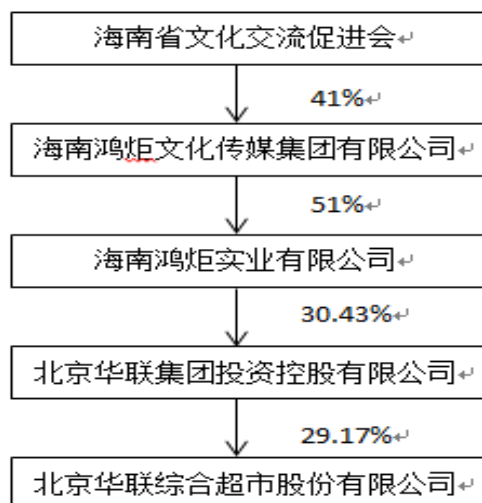 海南省文化交流促进会
41%
海南鸿炬文化传媒集团有限公司
51%
海南鸿炬实业有限公司
30.43%
北京华联集团投资控股有限公司
29.17%
北京华联综合超市股份有限公司